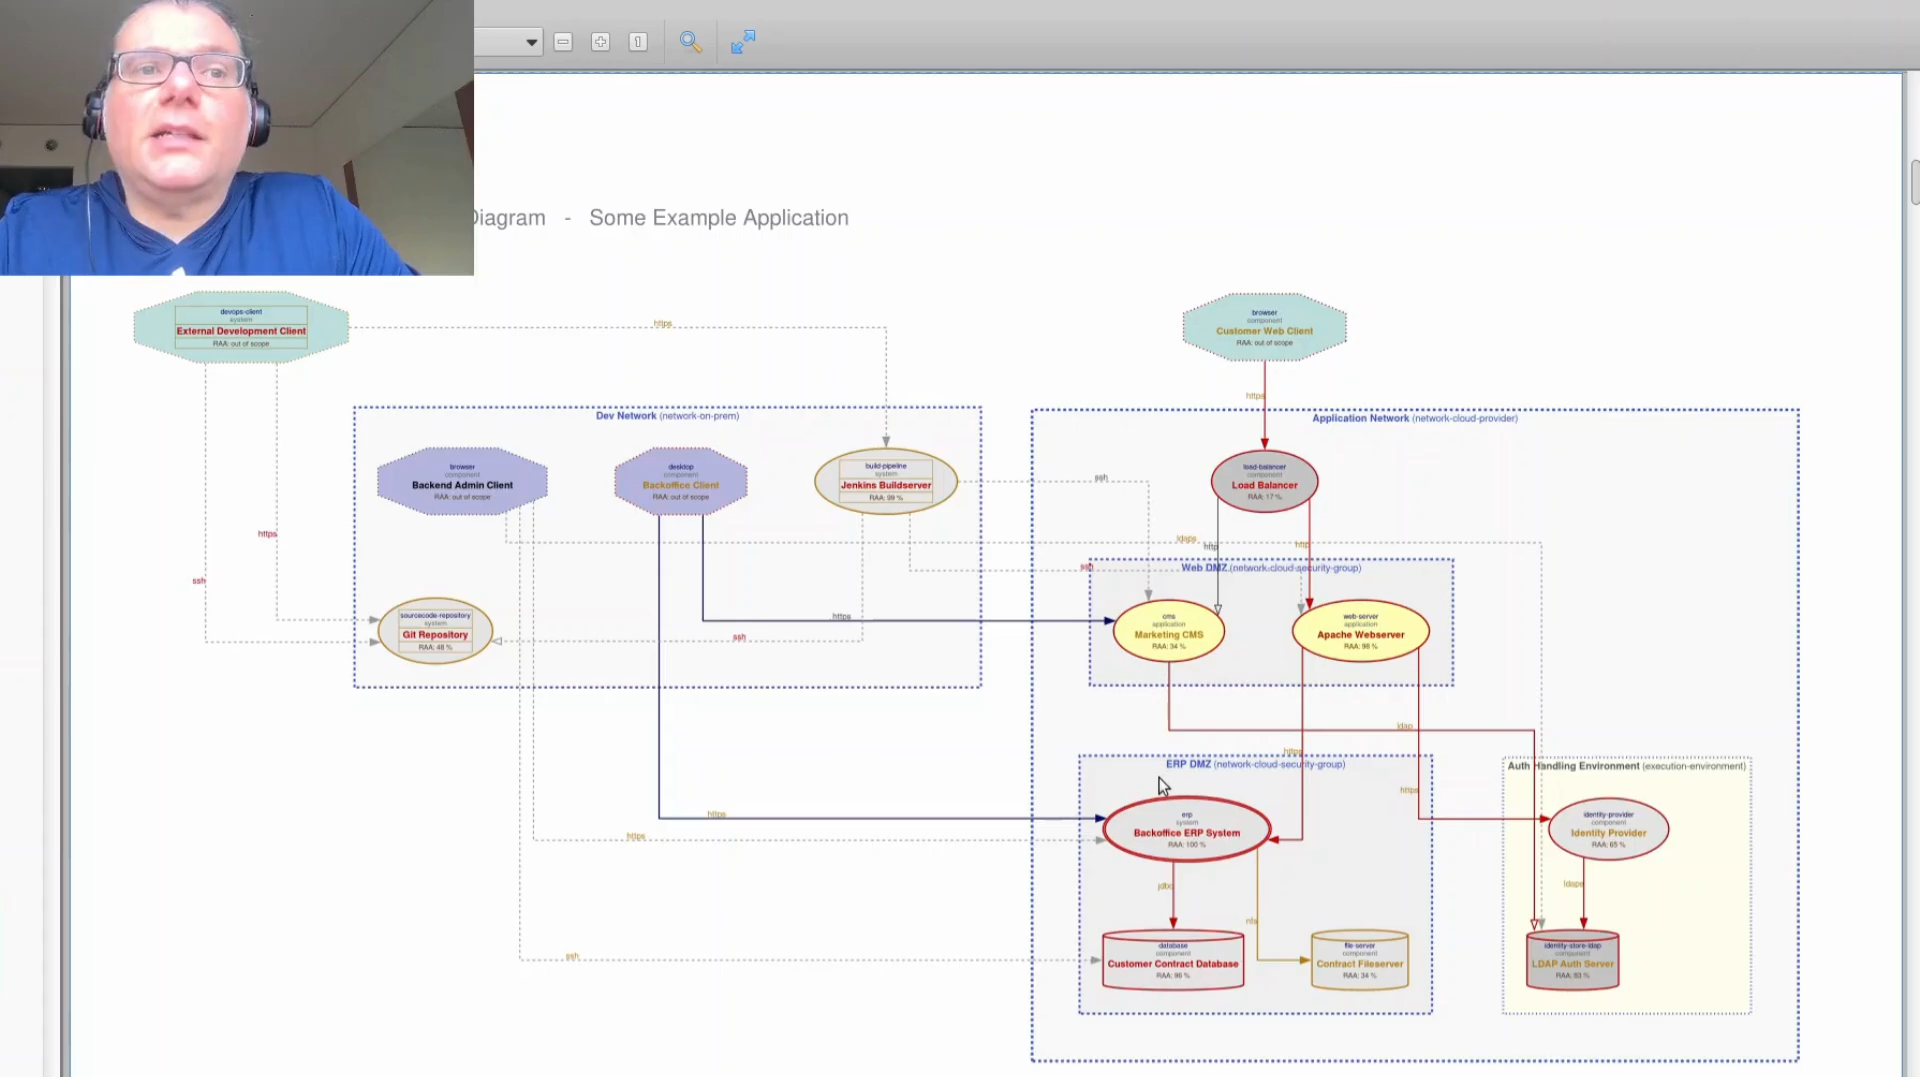 1
Diagram - Some Example Application
devops-client
system
External Development Client
RAA: out of scope
https
browser
component
Customer Web Client
RAA: out of scope
https
Dev Network (network-on-prem)
Application Network (network-cloud-provider)
browser
component
Backend Admin Client
RAA: out of scope
desktop
component
Backoffice Client
RAA: out of scope
build-pipeline
system
Jenkins Buildserver
RAA: 99 %
ssh
load-balancer
component
Load Balancer
RAA: 17 %
https
ldaps
http
http
ssh
ssh
Web DMZ (network-cloud-security-group)
sourcecode-repository
system
Git Repository
RAA: 48 %
https
ssh
cms
application
Marketing CMS
RAA: 34 %
web-server
application
Apache Webserver
RAA: 98 %
ldap
https
ERP DMZ (network-cloud-security-group)
Auth Handling Environment (execution-environment)
https
https
https
erp
system
Backoffice ERP System
RAA: 100 %
identity-provider
component
Identity Provider
RAA: 65 %
jdbc
ldaps
nfs
ssh
database
component
Customer Contract Database
RAA: 96 %
file-server
component
Contract Fileserver
RAA: 34 %
identity-store-ldap
component
LDAP Auth Server
RAA: 93 %